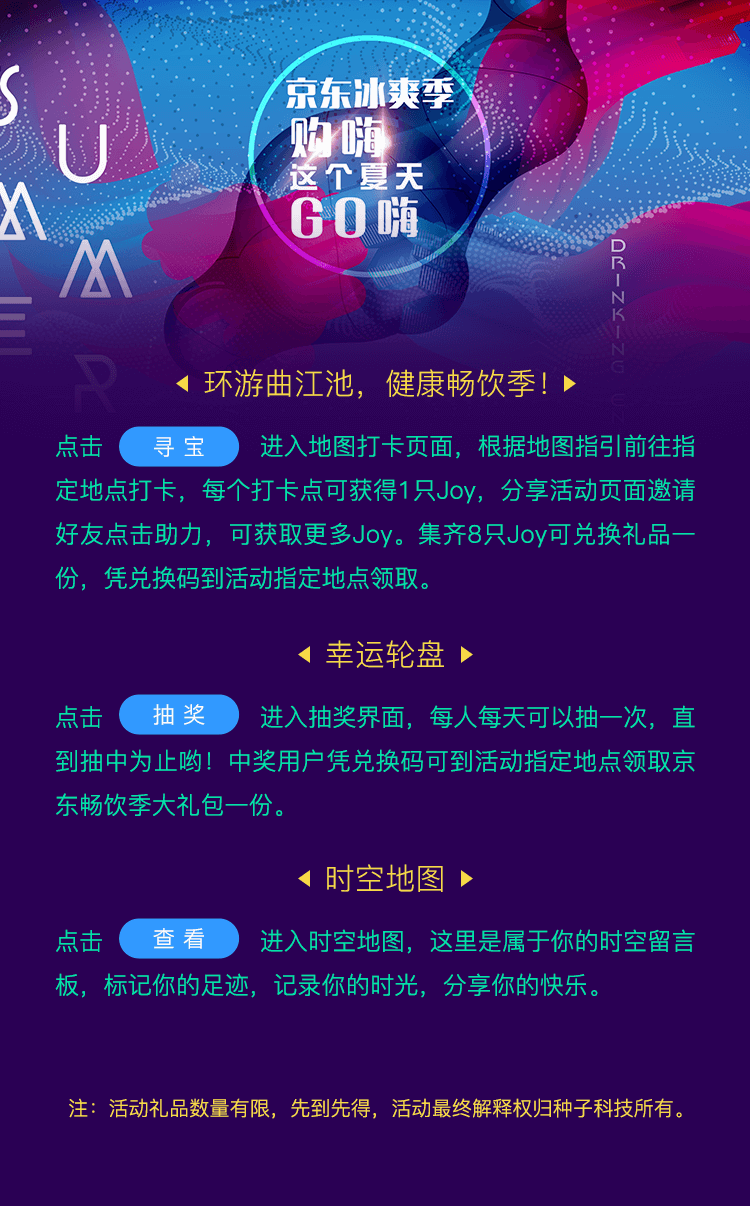 SUMMER
京东冰爽季
购嗨
这个夏天
GO嗨
DRINKING
环游曲江池，健康畅饮季！
点击 寻宝 进入地图打卡页面，根据地图指引前往指
定地点打卡，每个打卡点可获得1只Joy，分享活动页面邀请
好友点击助力，可获取更多Joy。集齐8只Joy可兑换礼品一
份，凭兑换码到活动指定地点领取。
幸运轮盘
点击 抽奖 进入抽奖界面，每人每天可以抽一次，直
到抽中为止哟！中奖用户凭兑换码可到活动指定地点领取京
东畅饮季大礼包一份。
时空地图
点击 查看 进入时空地图，这里是属于你的时空留言
板，标记你的足迹，记录你的时光，分享你的快乐。
注：活动礼品数量有限，先到先得，活动最终解释权归种子科技所有。